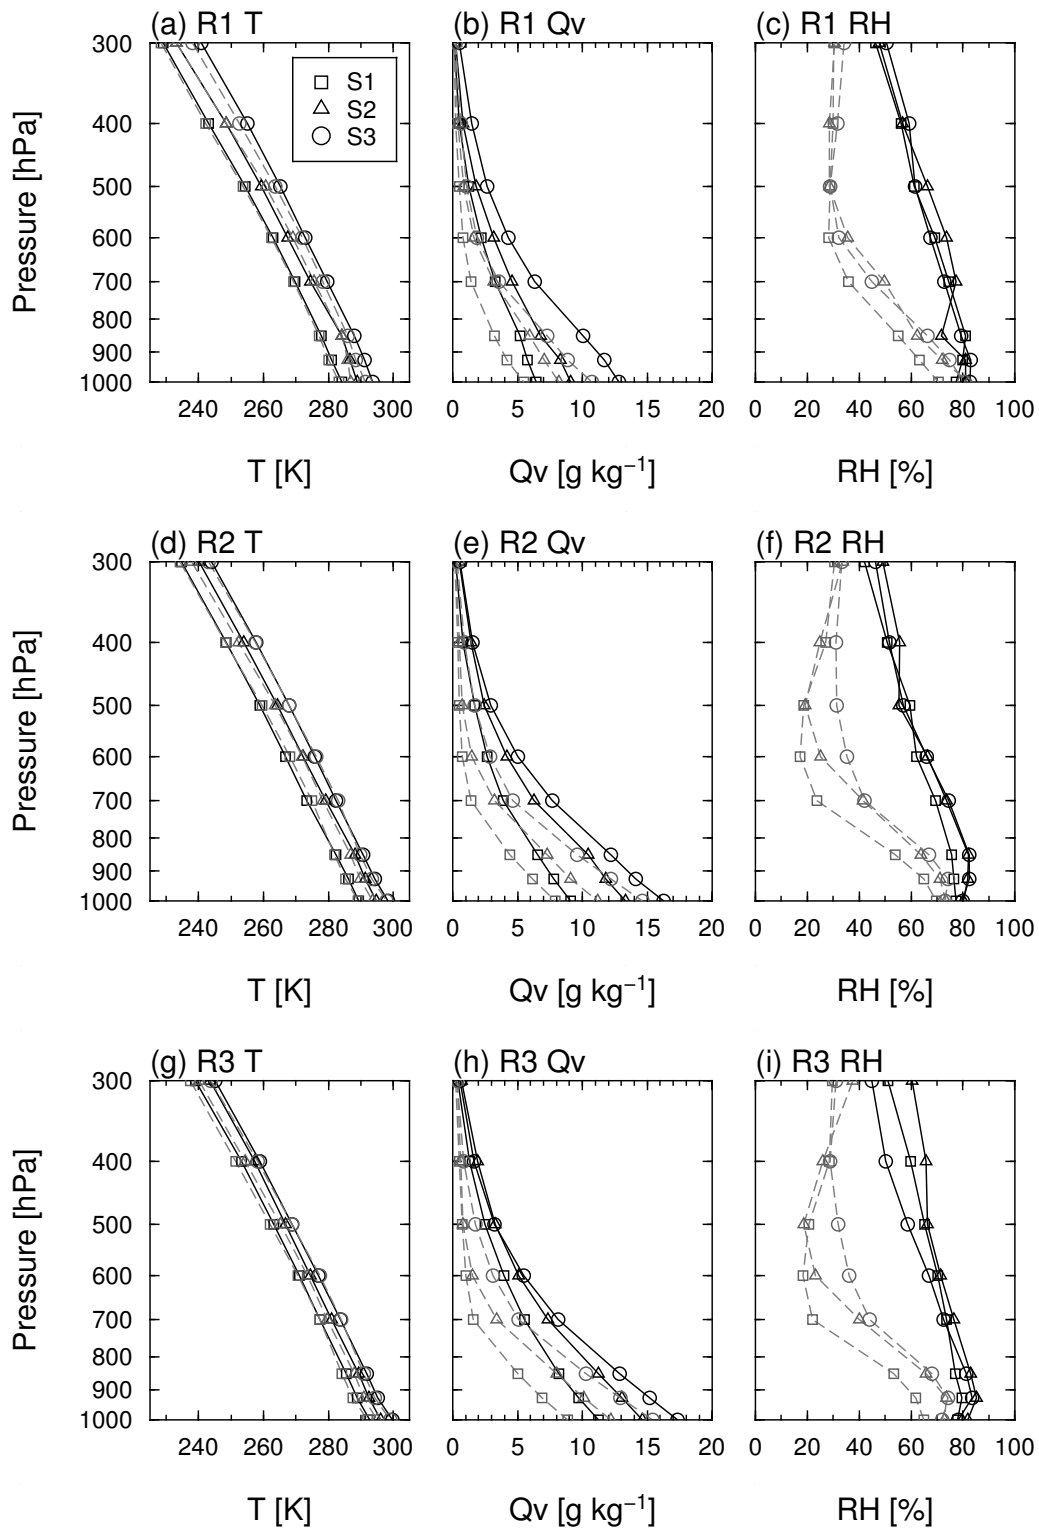 (a) R1 T
(b) R1 Qv
(c) R1 RH
300
400
500
600
700
800
900
1000
Pressure [hPa]
S1
S2
S3
240 260 280 300
0 5 10 15 20
0 20 40 60 80 100
T [K]
Qv [g kg⁻¹]
RH [%]
(d) R2 T
(e) R2 Qv
(f) R2 RH
300
400
500
600
700
800
900
1000
Pressure [hPa]
240 260 280 300
0 5 10 15 20
0 20 40 60 80 100
T [K]
Qv [g kg⁻¹]
RH [%]
(g) R3 T
(h) R3 Qv
(i) R3 RH
300
400
500
600
700
800
900
1000
Pressure [hPa]
240 260 280 300
0 5 10 15 20
0 20 40 60 80 100
T [K]
Qv [g kg⁻¹]
RH [%]